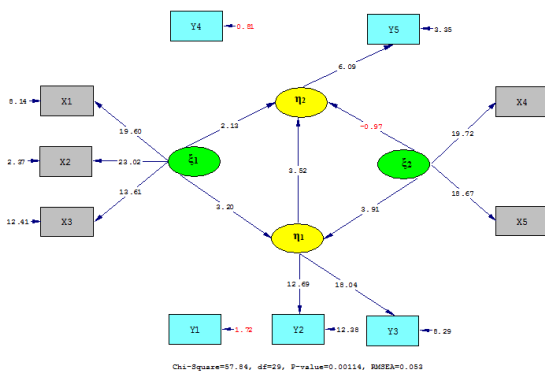 Y4
0.81
Y5
3.35
6.09
8.14
X1
η2
X4
19.60
2.13
-0.97
19.72
2.37
X2
23.02
ξ1
ξ2
3.52
13.61
18.67
12.41
X3
3.20
3.91
X5
η1
12.69
18.04
Y1
1.72
Y2
12.38
Y3
8.29
Chi-Square=57.84, df=29, P-value=0.00114, RMSEA=0.053